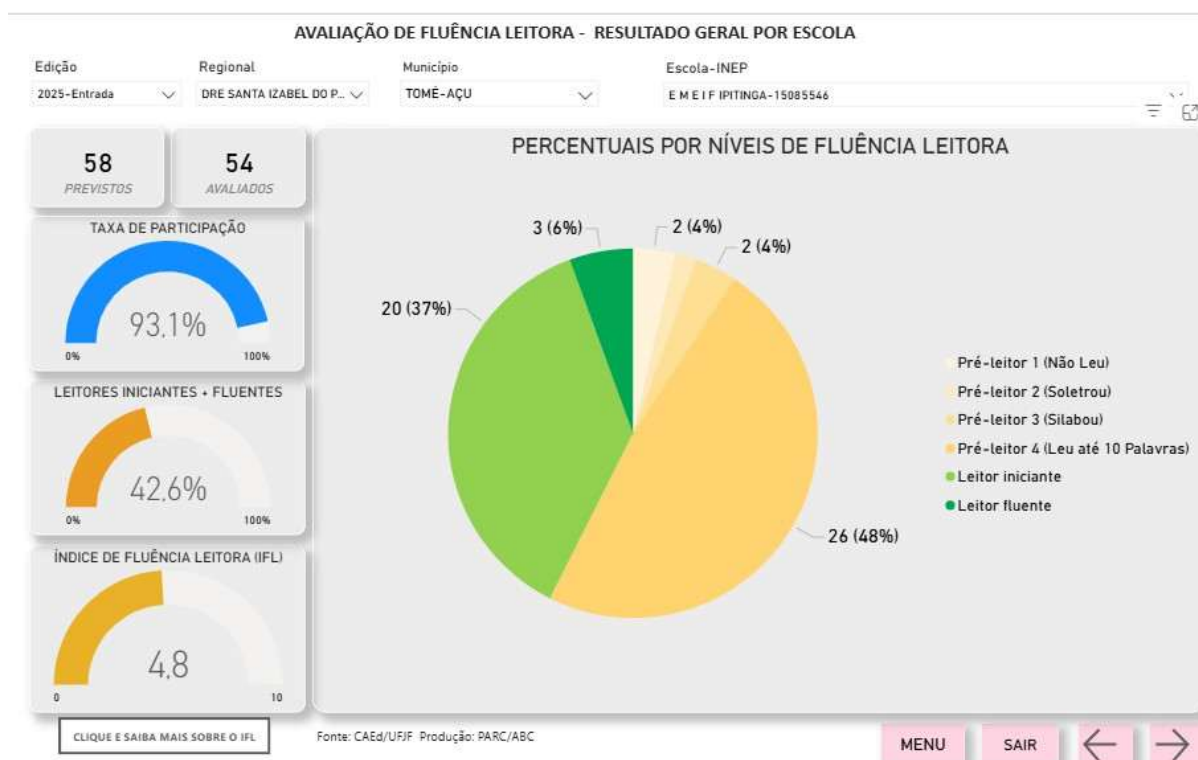 AVALIAÇÃO DE FLUÊNCIA LEITORA - RESULTADO GERAL POR ESCOLA
Edição
Regional
Município
Escola-INEP
2025-Entrada
DRE SANTA IZABEL DO P...
TOMÉ-AÇU
E M E I F IPITINGA-15085546
58
PREVISTOS
54
AVALIADOS
TAXA DE PARTICIPAÇÃO
93,1%
0%
100%
LEITORES INICIANTES + FLUENTES
42,6%
0%
100%
ÍNDICE DE FLUÊNCIA LEITORA (IFL)
4,8
0
10
CLIQUE E SAIBA MAIS SOBRE O IFL
PERCENTUAIS POR NÍVEIS DE FLUÊNCIA LEITORA
3 (6%)
2 (4%)
2 (4%)
20 (37%)
26 (48%)
Pré-leitor 1 (Não Leu)
Pré-leitor 2 (Soletrou)
Pré-leitor 3 (Silabou)
Pré-leitor 4 (Leu até 10 Palavras)
Leitor iniciante
Leitor fluente
Fonte: CAEd/UFJF Produção: PARC/ABC
MENU
SAIR